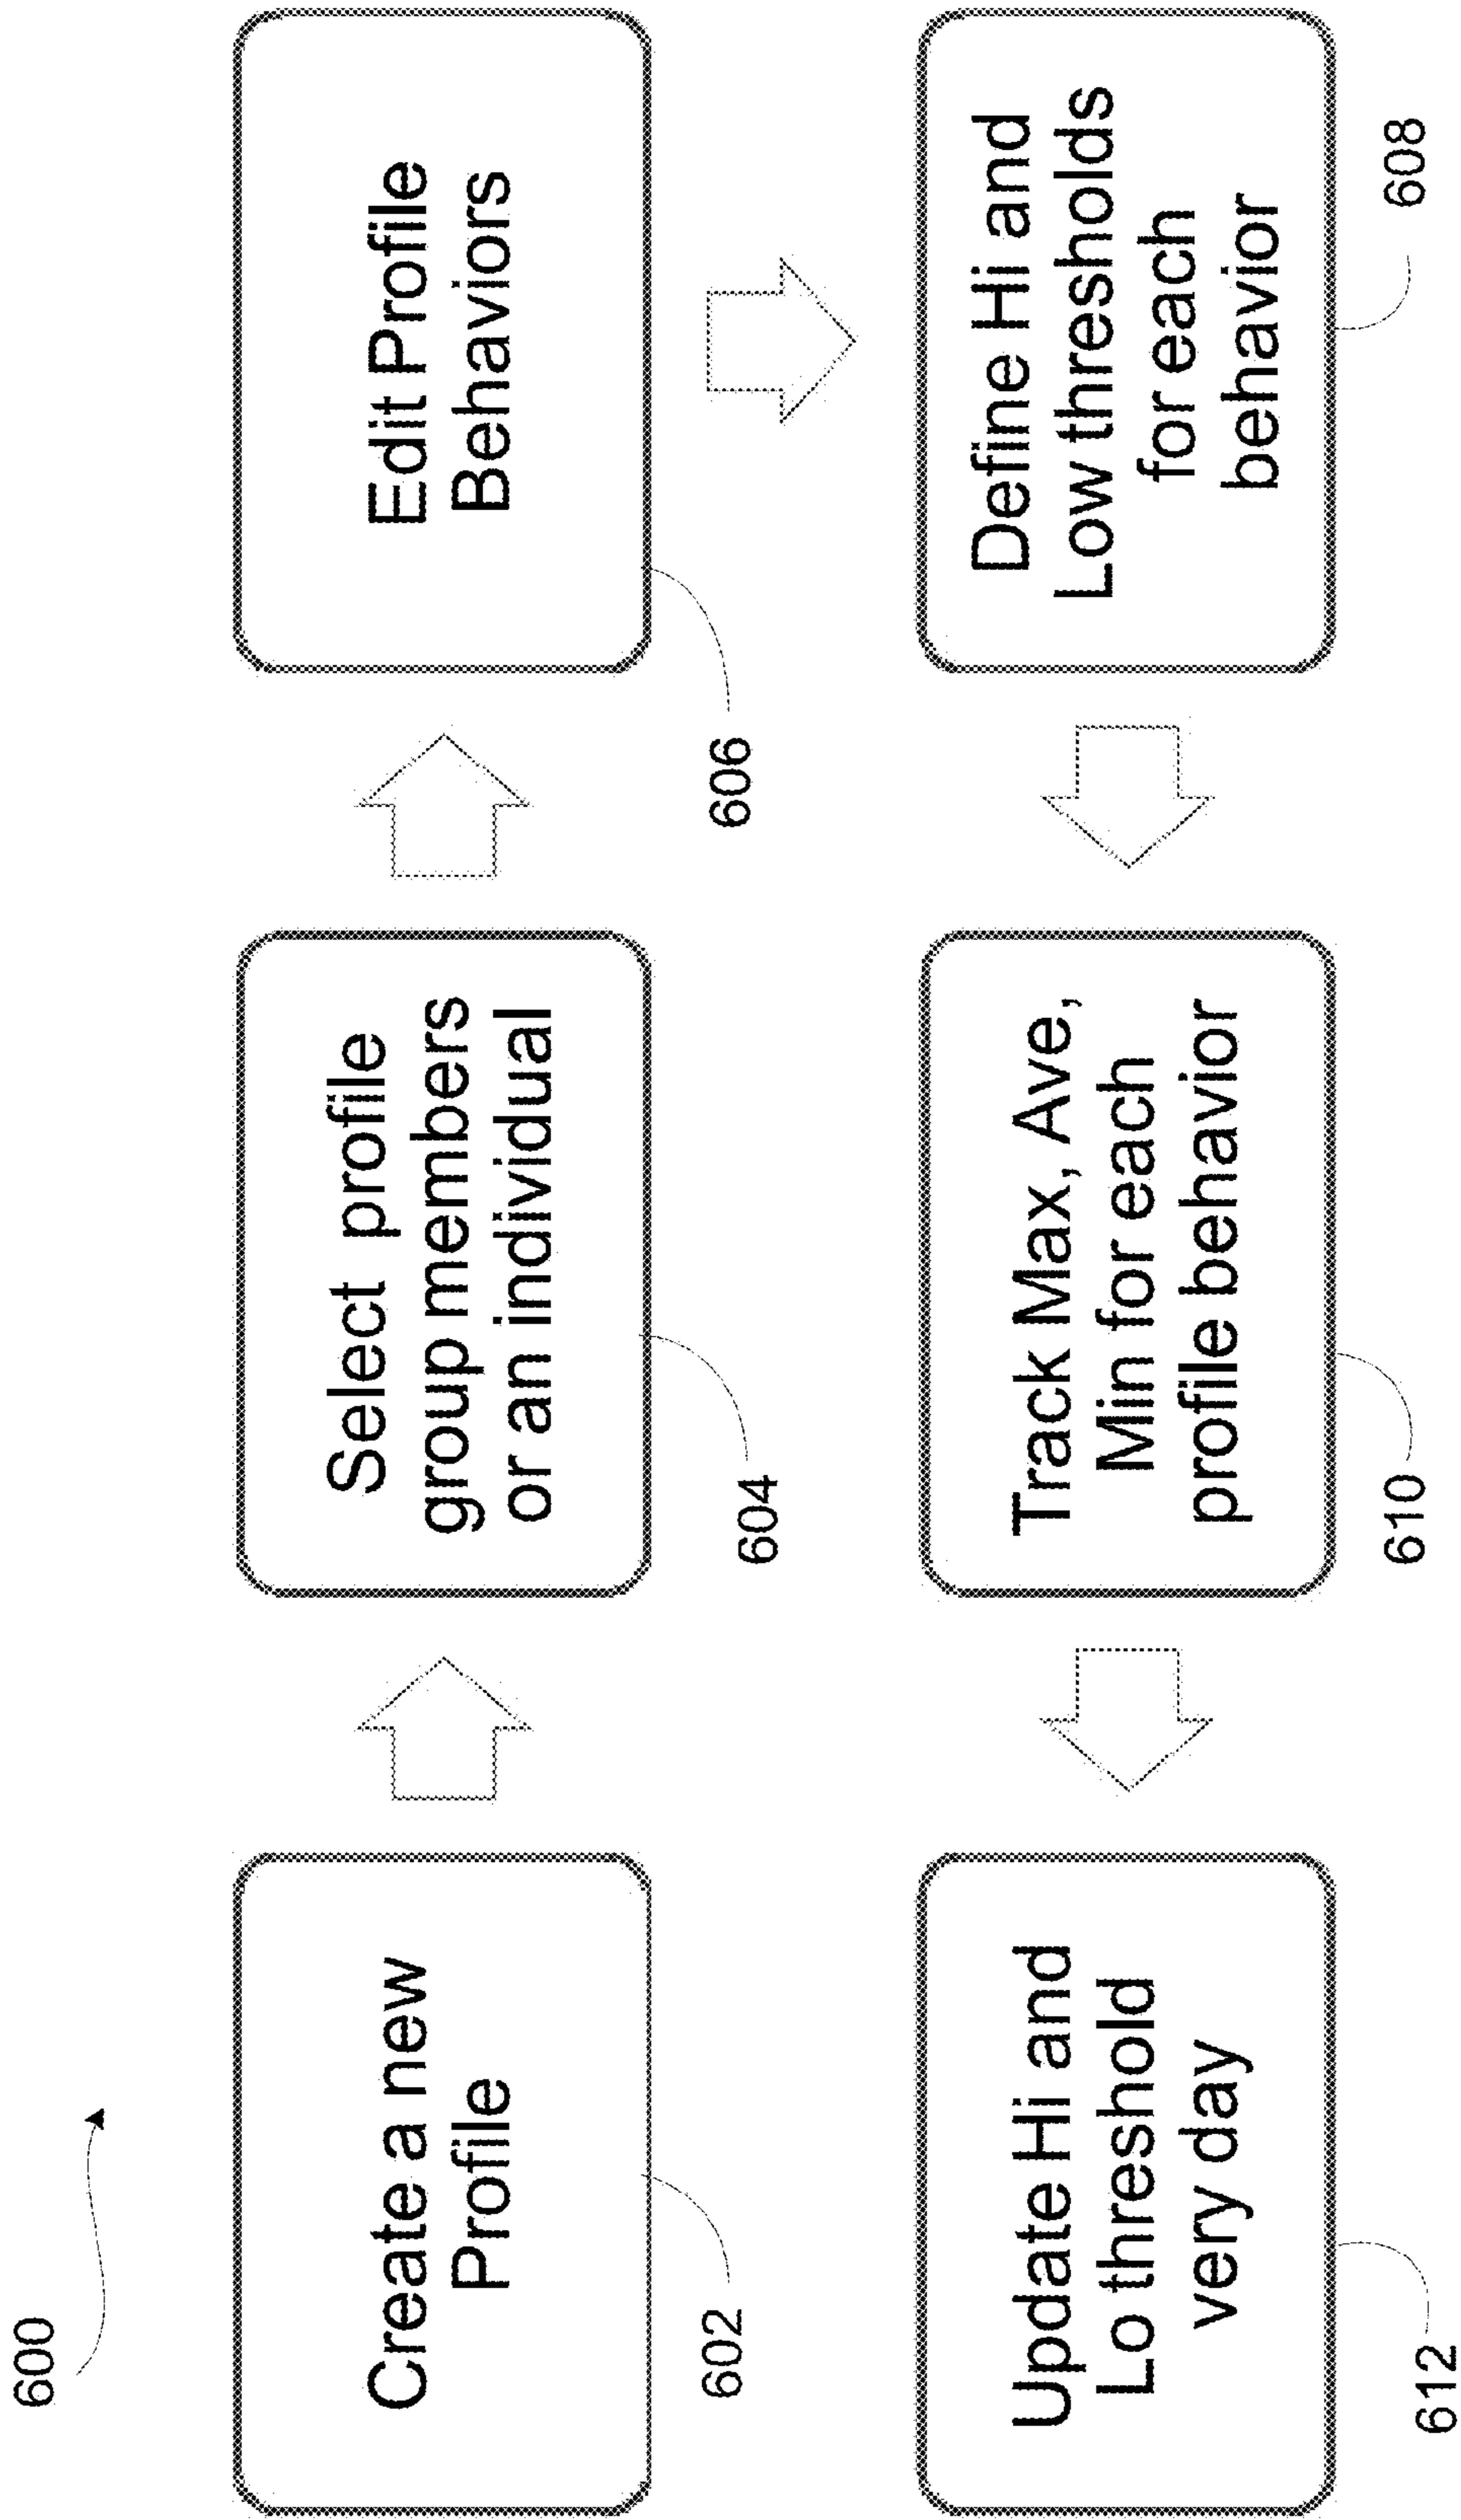 600
Create a new
Profile
602
Select profile
group members
or an individual
604
Edit Profile
Behaviors
606
Define Hi and
Low thresholds
for each
behavior
608
Track Max, Ave,
Min for each
profile behavior
610
Update Hi and
Lo threshold
very day
612